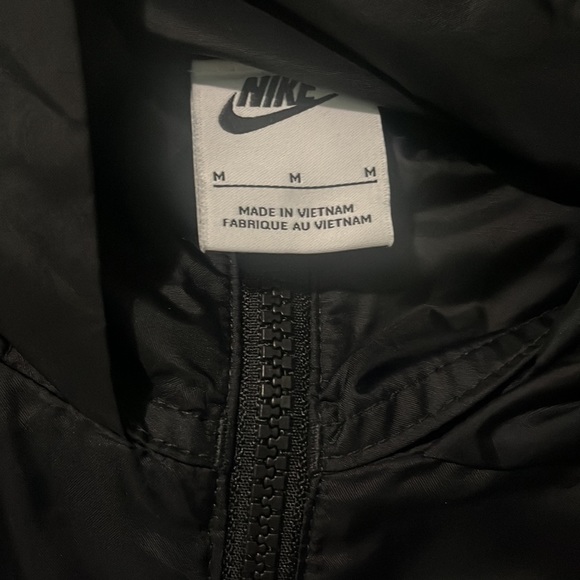 NIKE
M M M
MADE IN VIETNAM
FABRIQUE AU VIETNAM